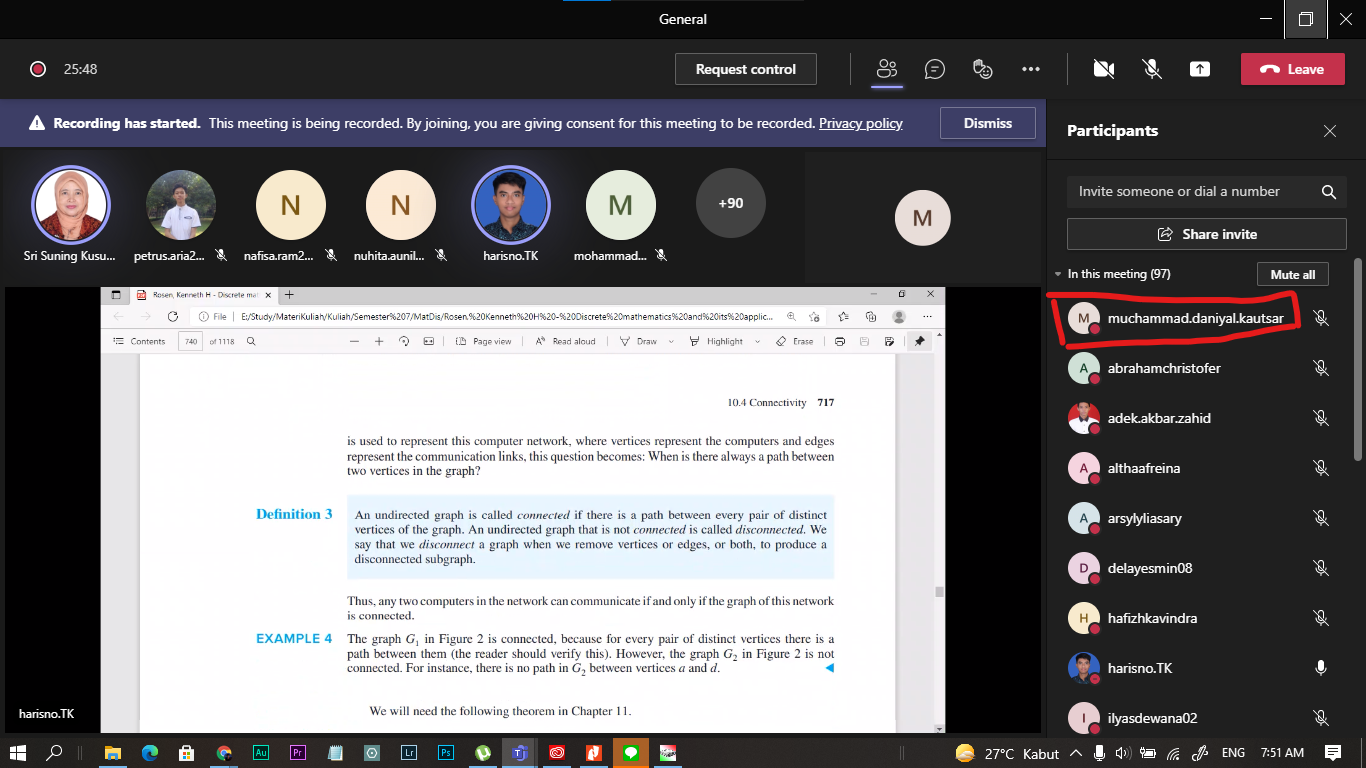 General
25:48
Request control
Leave
Recording has started. This meeting is being recorded. By joining, you are giving consent for this meeting to be recorded. Privacy policy
Dismiss
N
N
M
+90
M
Sri Suning Kusu...
petrus.aria2...
nafisa.ram2...
nuhita.aunil...
harisno.TK
mohammad...
Participants
Invite someone or dial a number
Share invite
In this meeting (97)
Mute all
M
muchammad.daniyal.kautsar
A
abrahamchristofer
adek.akbar.zahid
A
althaafreina
A
arsylyliasary
D
delayesmin08
H
hafizhkavindra
harisno.TK
I
ilyasdewana02
Rosen, Kenneth H - Discrete mat
File
E:/Study/MateriKuliah/Kuliah/Semester%207/MatDis/Rosen.%20Kenneth%20H%20-%20Discrete%20mathematics%20and%20its%20applic...
Contents
740
of 1118
Page view
Read aloud
Draw
Highlight
Erase
10.4 Connectivity 717
is used to represent this computer network, where vertices represent the computers and edges
represent the communication links, this question becomes: When is there always a path between
two vertices in the graph?
Definition 3
An undirected graph is called connected if there is a path between every pair of distinct
vertices of the graph. An undirected graph that is not connected is called disconnected. We
say that we disconnect a graph when we remove vertices or edges, or both, to produce a
disconnected subgraph.
Thus, any two computers in the network can communicate if and only if the graph of this network
is connected.
EXAMPLE 4
The graph G1 in Figure 2 is connected, because for every pair of distinct vertices there is a
path between them (the reader should verify this). However, the graph G2 in Figure 2 is not
connected. For instance, there is no path in G2 between vertices a and d.
We will need the following theorem in Chapter 11.
harisno.TK
Au
Pr
Lr
Ps
27°C Kabut
ENG
7:51 AM